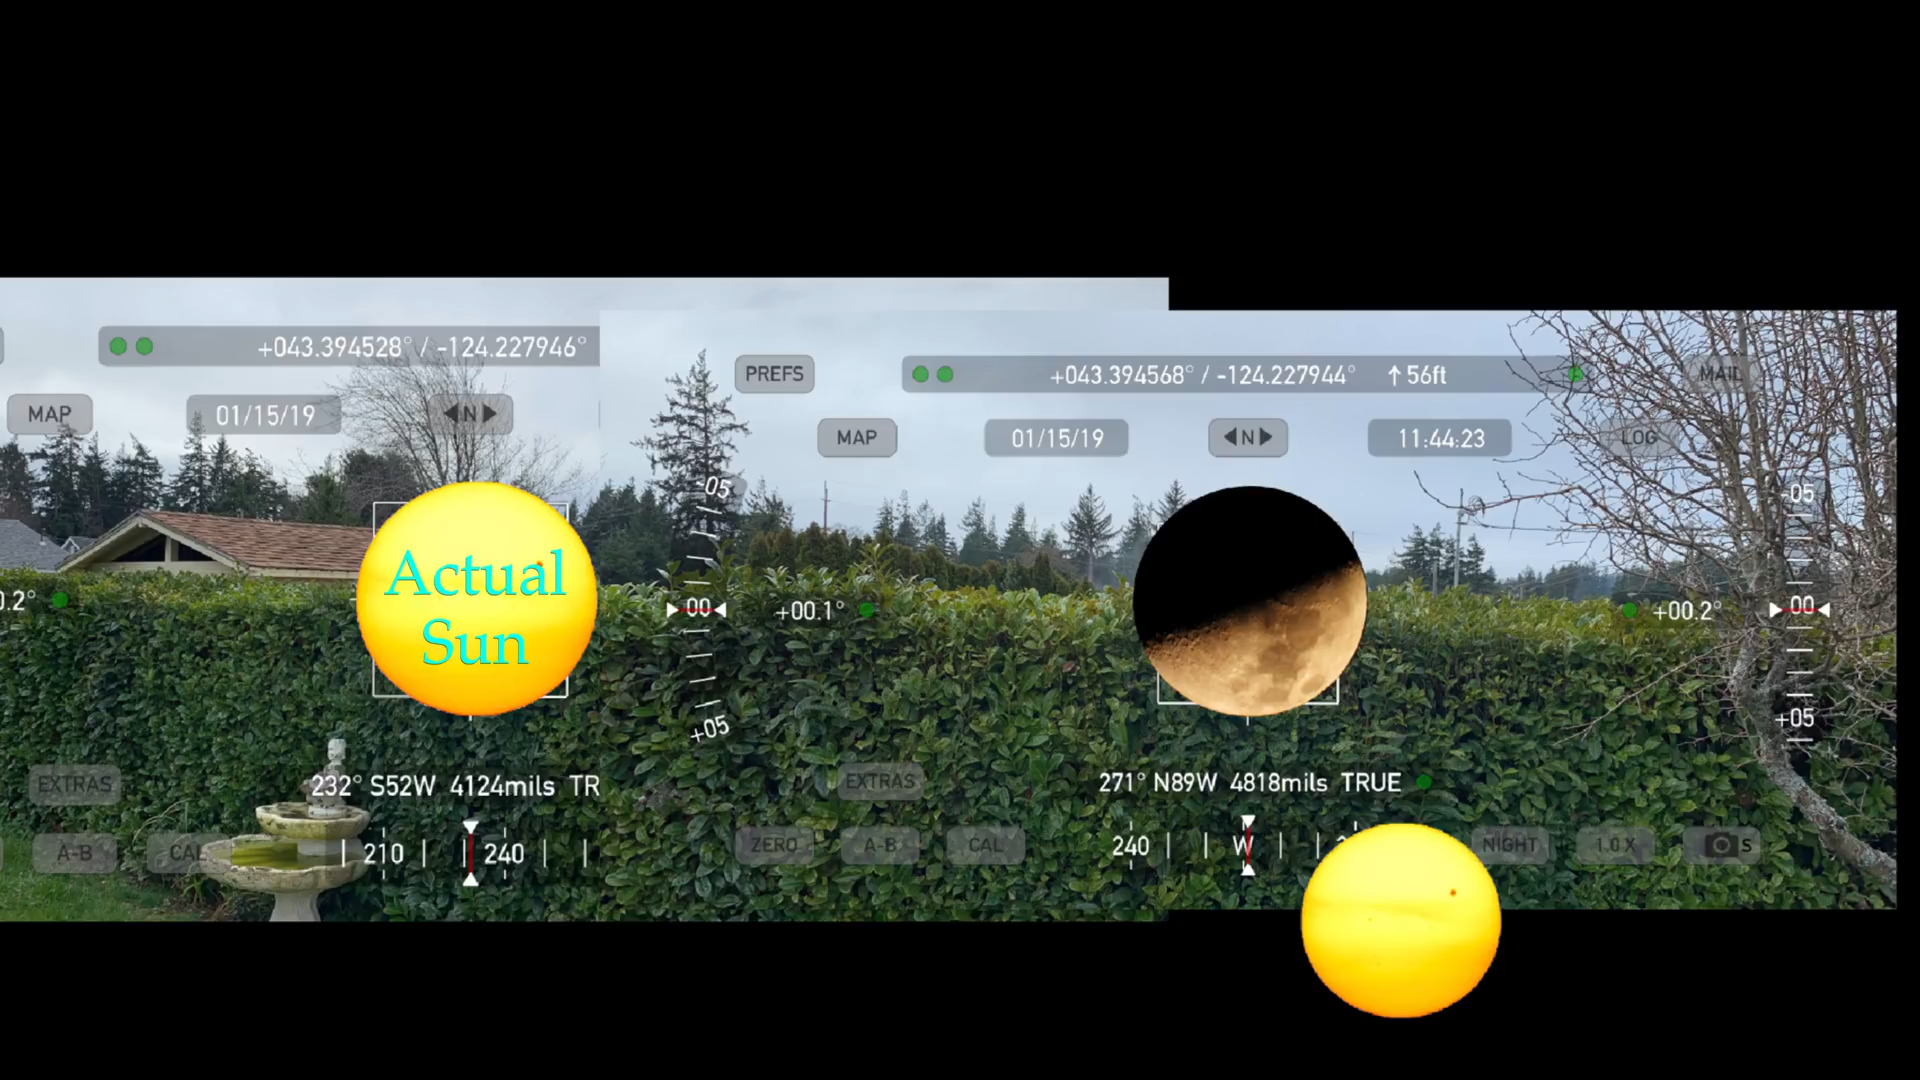 +043.394528° / -124.227946°
MAP
01/15/19
N
Actual
Sun
0.2°
232° S52W 4124mils TR
EXTRAS
A-B
CAL
210
240
PREFS
+043.394568° / -124.227944° ↑56ft
MAIL
MAP
01/15/19
N
11:44:23
LOG
-05
00
+05
+00.1°
+00.2°
-05
00
+05
EXTRAS
271° N89W 4818mils TRUE
ZERO
A-B
CAL
240
W
NIGHT
1.0 X
S